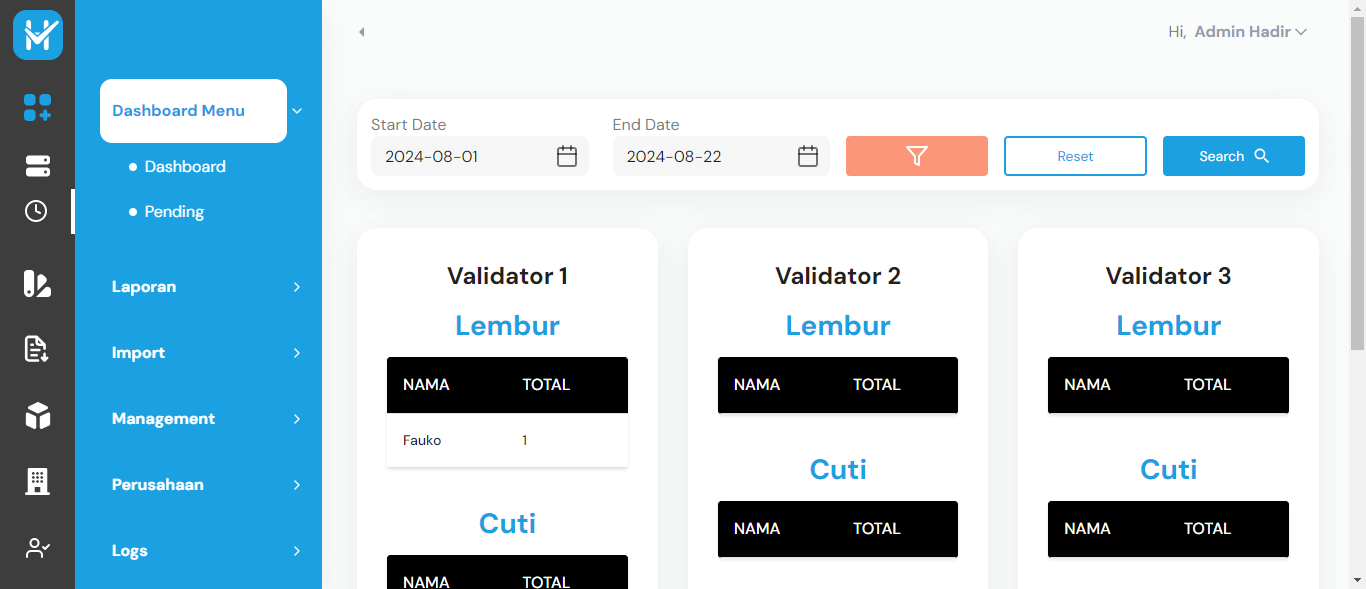 Hi, Admin Hadir
Dashboard Menu
Dashboard
Pending
Laporan
Import
Management
Perusahaan
Logs
Start Date
2024-08-01
End Date
2024-08-22
Reset
Search
Validator 1
Lembur
NAMA TOTAL
Fauko 1
Cuti
NAMA TOTAL
Validator 2
Lembur
NAMA TOTAL
Cuti
NAMA TOTAL
Validator 3
Lembur
NAMA TOTAL
Cuti
NAMA TOTAL